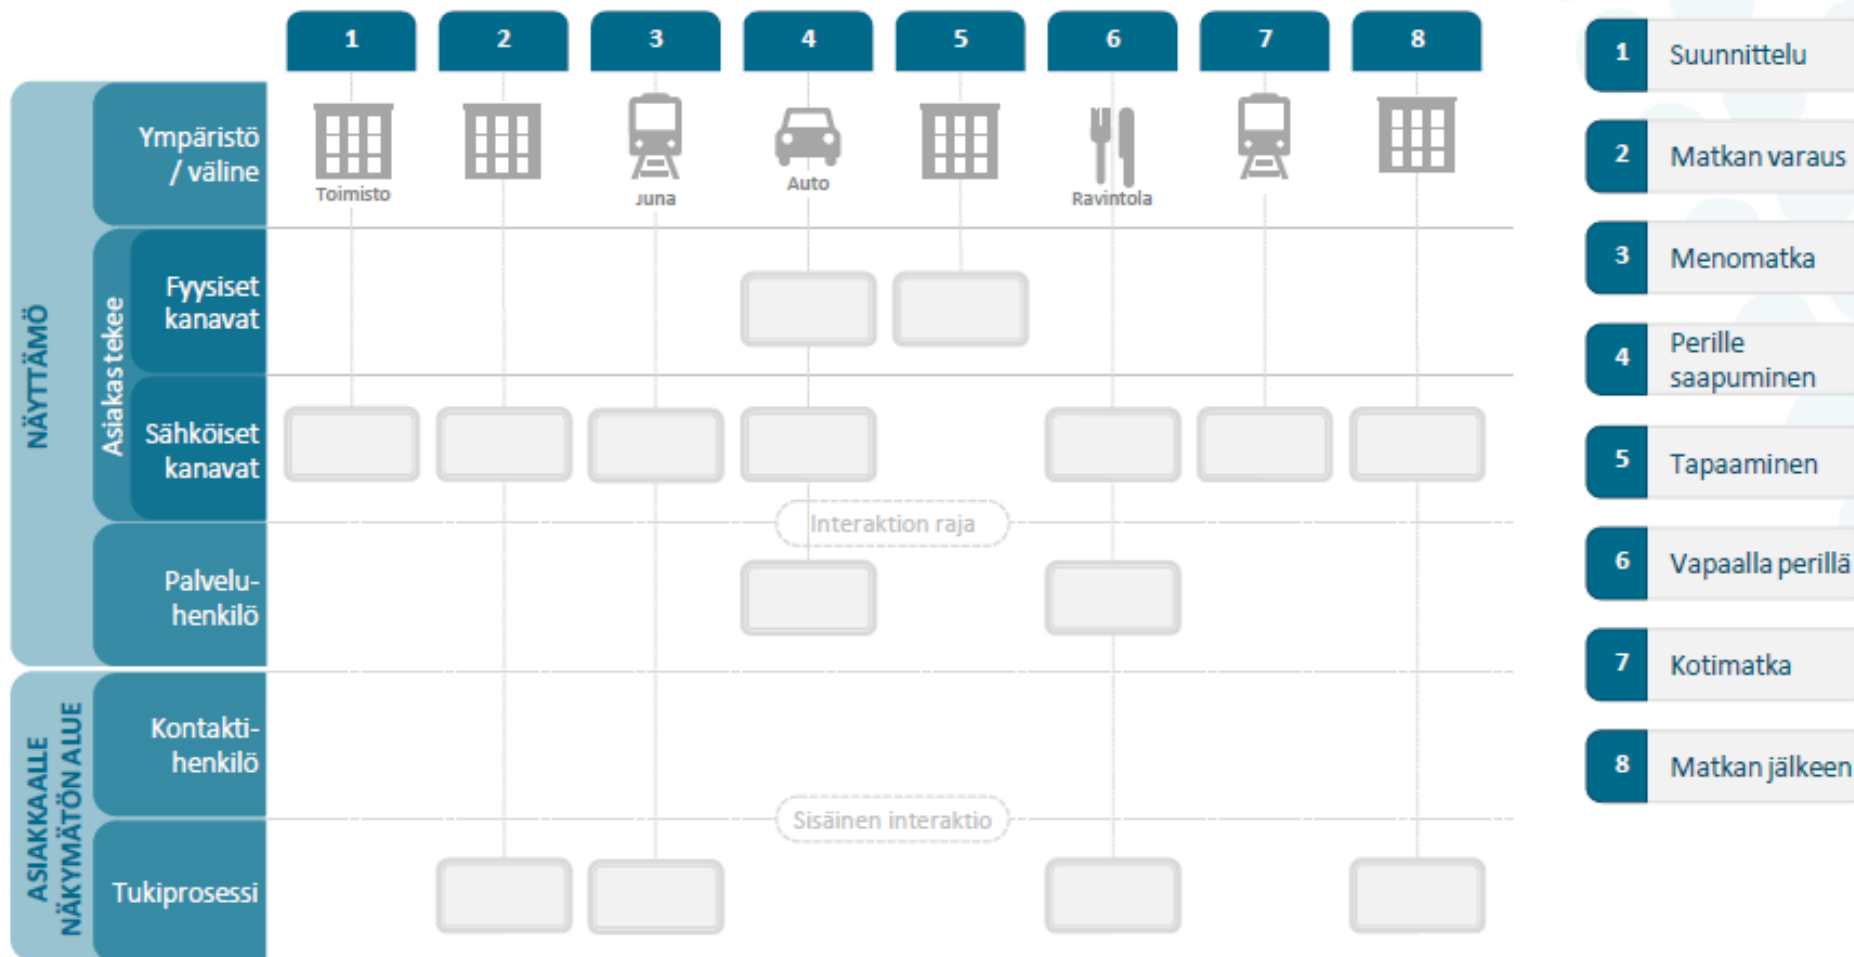 1 2 3 4 5 6 7 8
Ympäristö
/ väline
Toimisto
Juna
Auto
Ravintola
NÄYTTÄMÖ
Asiakas tekee
Fyysiset
kanavat
Sähköiset
kanavat
Interaktion raja
Palvelu-
henkilö
ASIAKKAALLE
NÄKYMÄTÖN ALUE
Kontakti-
henkilö
Sisäinen interaktio
Tukiprosessi
1 Suunnittelu
2 Matkan varaus
3 Menomatka
4 Perille
saapuminen
5 Tapaaminen
6 Vapaalla perillä
7 Kotimatka
8 Matkan jälkeen